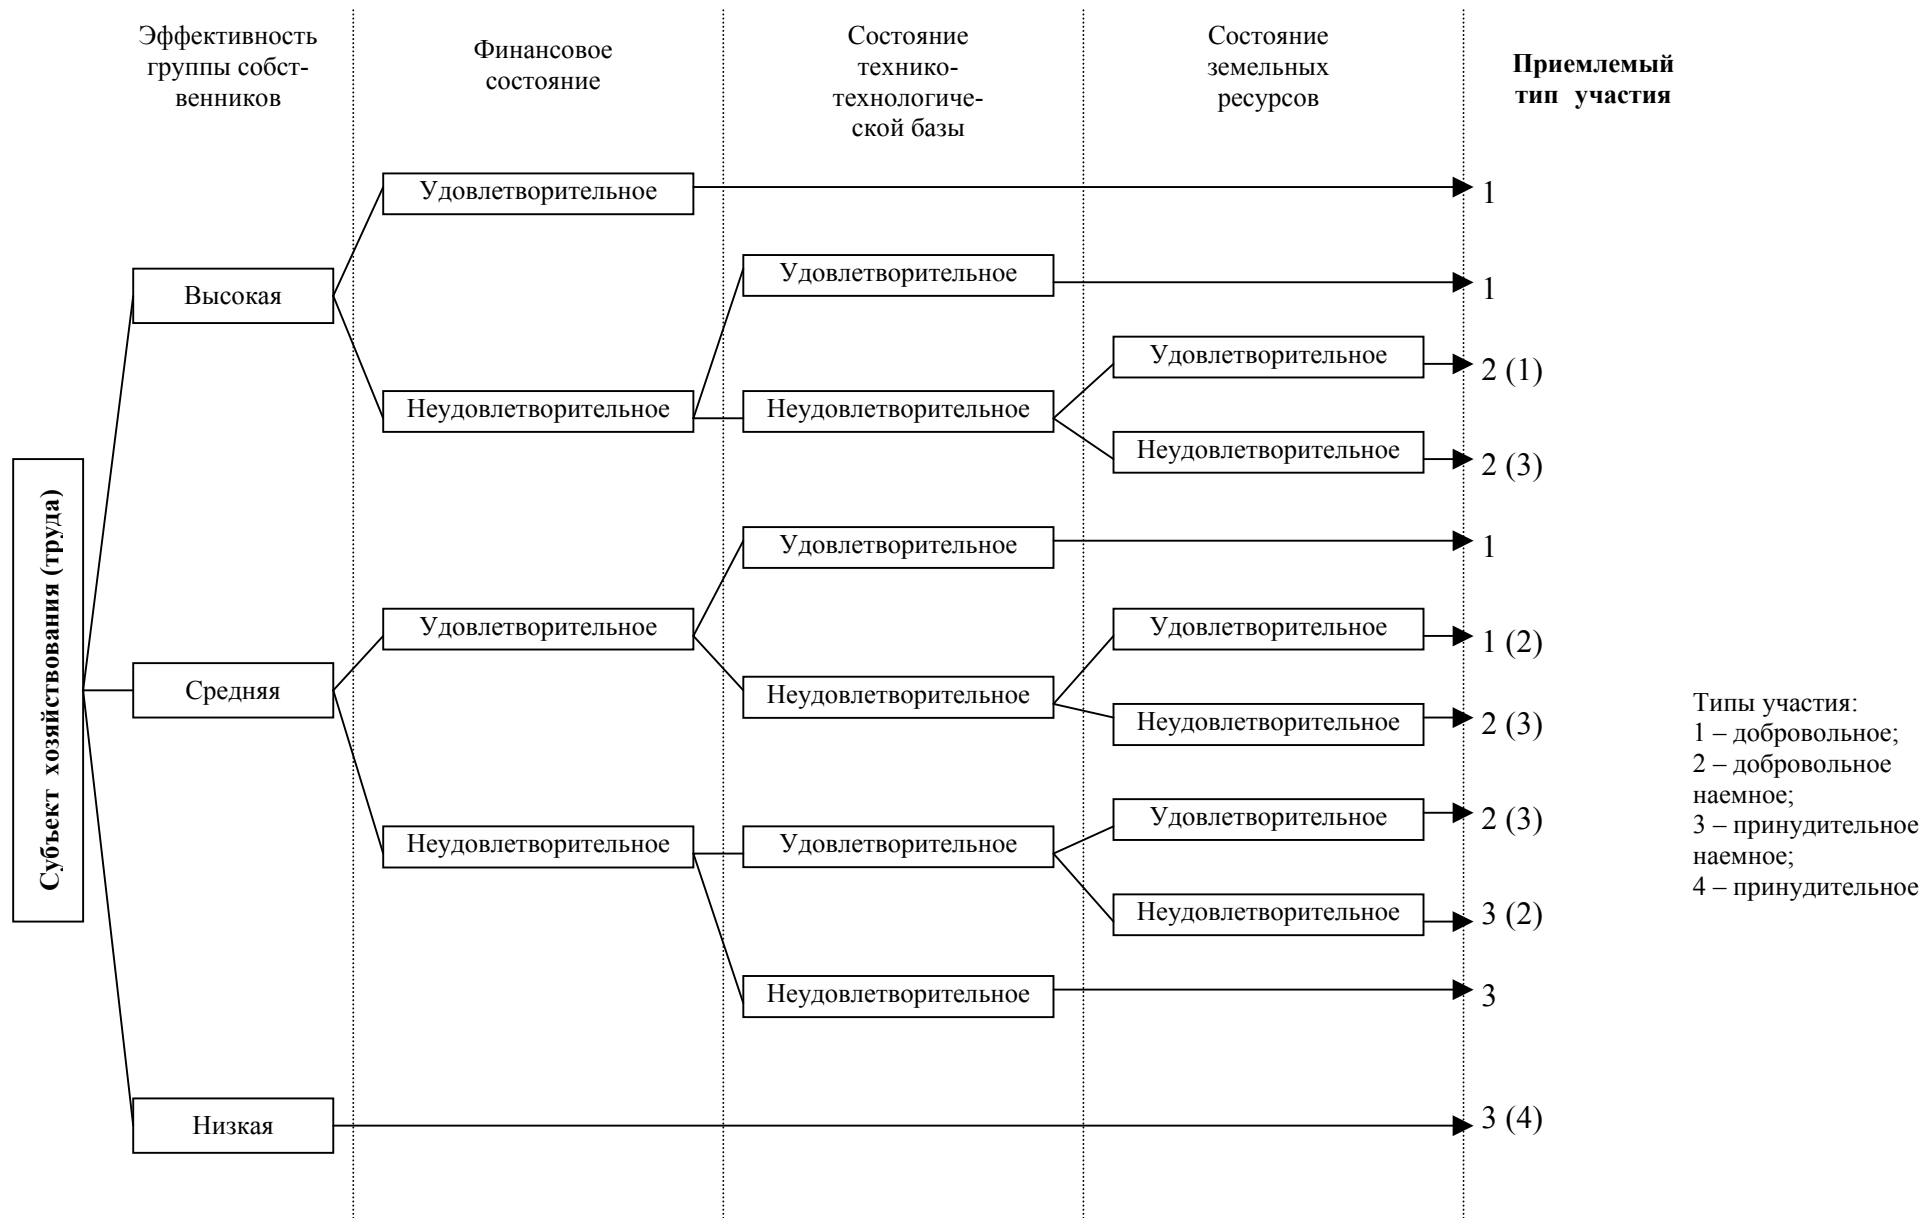 Эффективность
группы собст-
венников
Финансовое
состояние
Состояние
технико-
технологиче-
ской базы
Состояние
земельных
ресурсов
Приемлемый
тип участия
Удовлетворительное
1
Удовлетворительное
1
Высокая
Удовлетворительное
2 (1)
Неудовлетворительное
Неудовлетворительное
Неудовлетворительное
2 (3)
Субъект хозяйствования (труда)
Удовлетворительное
1
Удовлетворительное
Удовлетворительное
1 (2)
Средняя
Неудовлетворительное
Неудовлетворительное
2 (3)
Типы участия:
1 – добровольное;
2 – добровольное
наемное;
3 – принудительное
наемное;
4 – принудительное
Удовлетворительное
2 (3)
Неудовлетворительное
Удовлетворительное
Неудовлетворительное
3 (2)
Неудовлетворительное
3
Низкая
3 (4)